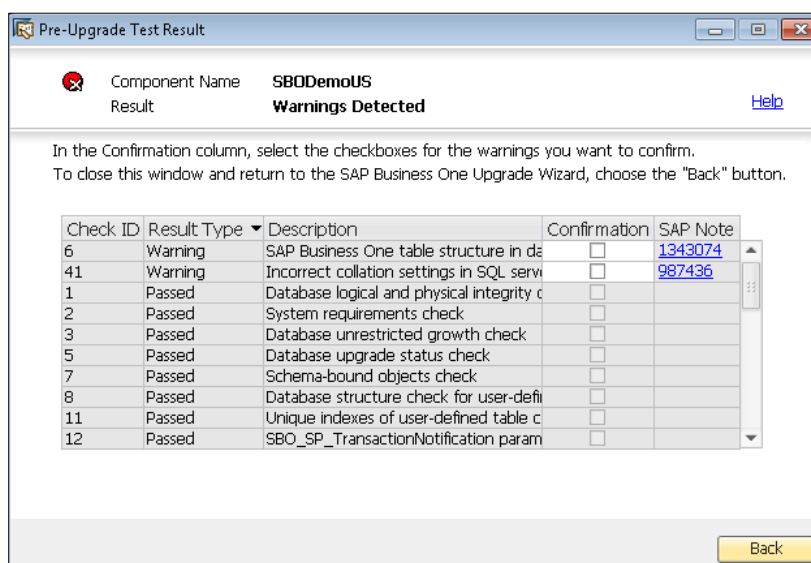 Pre-Upgrade Test Result
Component Name SBODemoUS
Result Warnings Detected
Help
In the Confirmation column, select the checkboxes for the warnings you want to confirm.
To close this window and return to the SAP Business One Upgrade Wizard, choose the "Back" button.
Check ID Result Type Description Confirmation SAP Note
6 Warning SAP Business One table structure in da 1343074
41 Warning Incorrect collation settings in SQL serv 987436
1 Passed Database logical and physical integrity c
2 Passed System requirements check
3 Passed Database unrestricted growth check
5 Passed Database upgrade status check
7 Passed Schema-bound objects check
8 Passed Database structure check for user-defi
11 Passed Unique indexes of user-defined table c
12 Passed SBO_SP_TransactionNotification param
Back